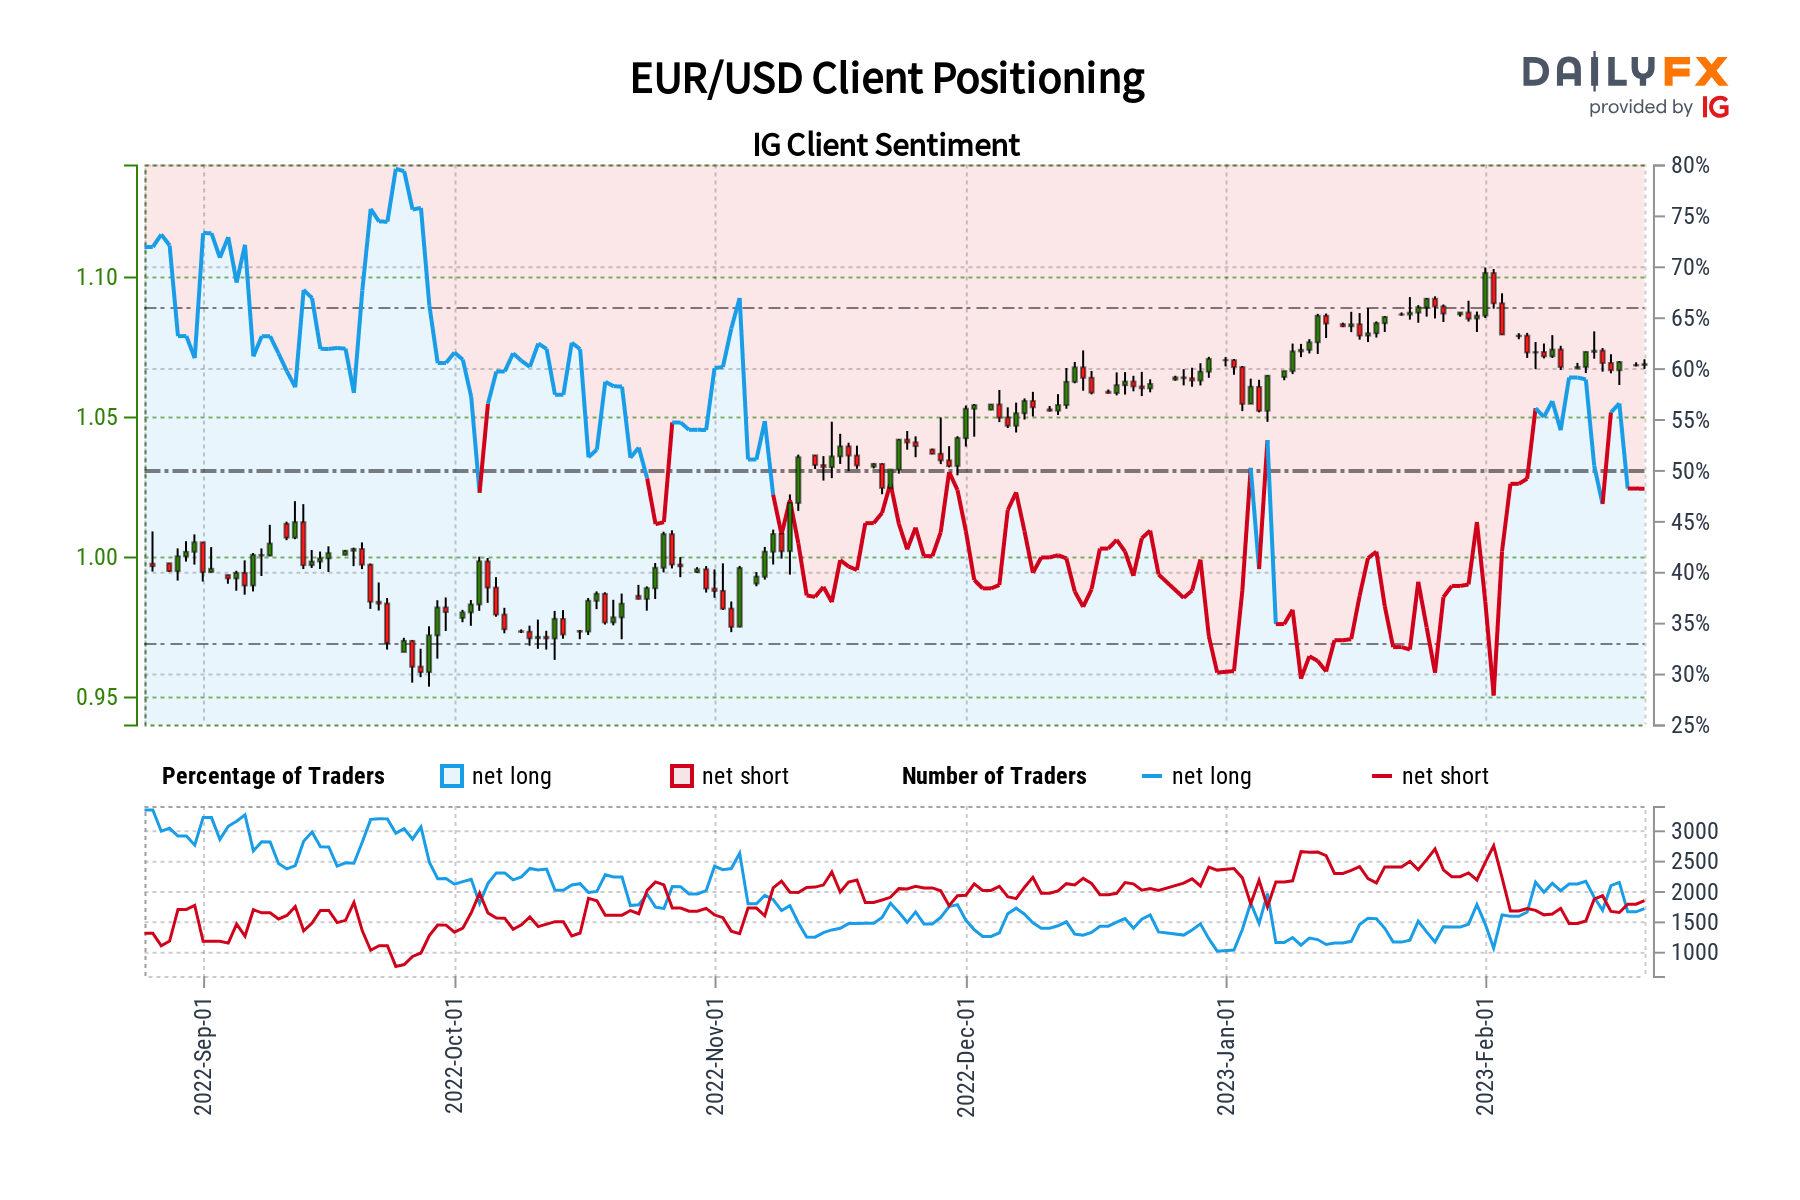 EUR/USD Client Positioning
DAILYFX
provided by IG
IG Client Sentiment
1.10
1.05
1.00
0.95
80%
75%
70%
65%
60%
55%
50%
45%
40%
35%
30%
25%
Percentage of Traders net long net short Number of Traders net long net short
3000
2500
2000
1500
1000
2022-Sep-01
2022-Oct-01
2022-Nov-01
2022-Dec-01
2023-Jan-01
2023-Feb-01